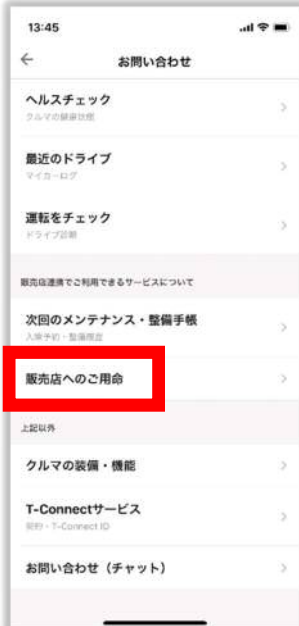 13:45
お問い合わせ
ヘルスチェック
クルマの健康状態
最近のドライブ
マイカーログ
運転をチェック
ドライブ診断
販売店連携でご利用できるサービスについて
次回のメンテナンス・整備手帳
入庫予約・整備履歴
販売店へのご用命
上記以外
クルマの装備・機能
T-Connectサービス
契約・T-Connect ID
お問い合わせ（チャット）